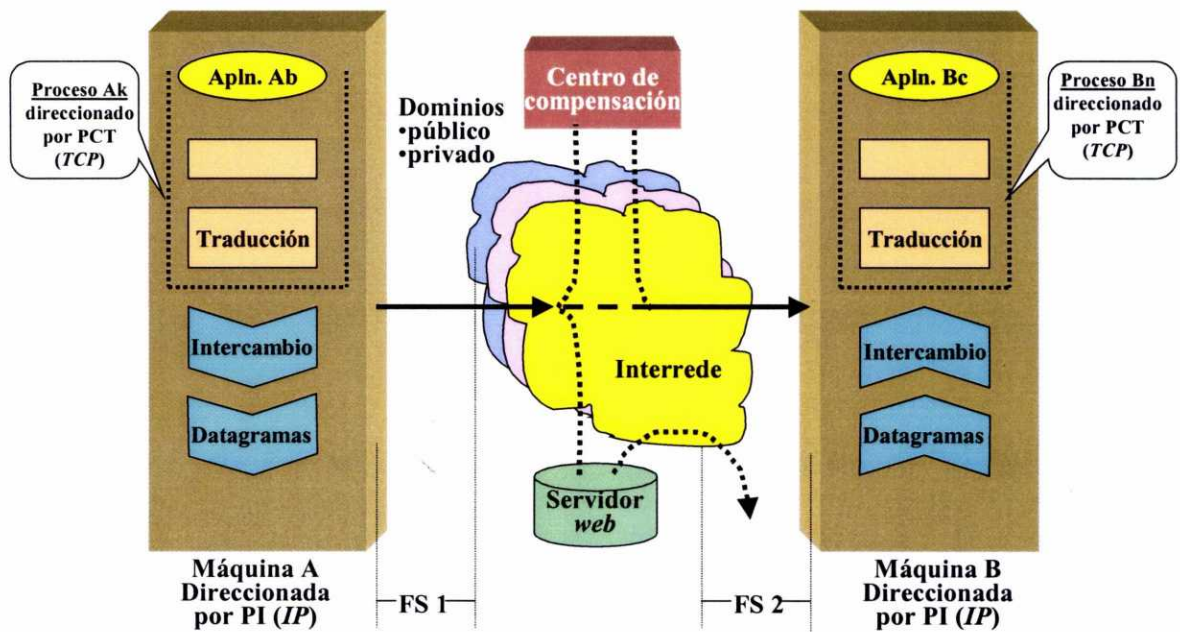 Apln. Ab
Proceso Ak
direccionado
por PCT
(TCP)
Traducción
Intercambio
Datagramas
Máquina A
Direccionada
por PI (IP)
FS 1
Dominios
•público
•privado
Centro de
compensación
Interrede
Servidor
web
FS 2
Apln. Bc
Proceso Bn
direccionado
por PCT
(TCP)
Traducción
Intercambio
Datagramas
Máquina B
Direccionada
por PI (IP)